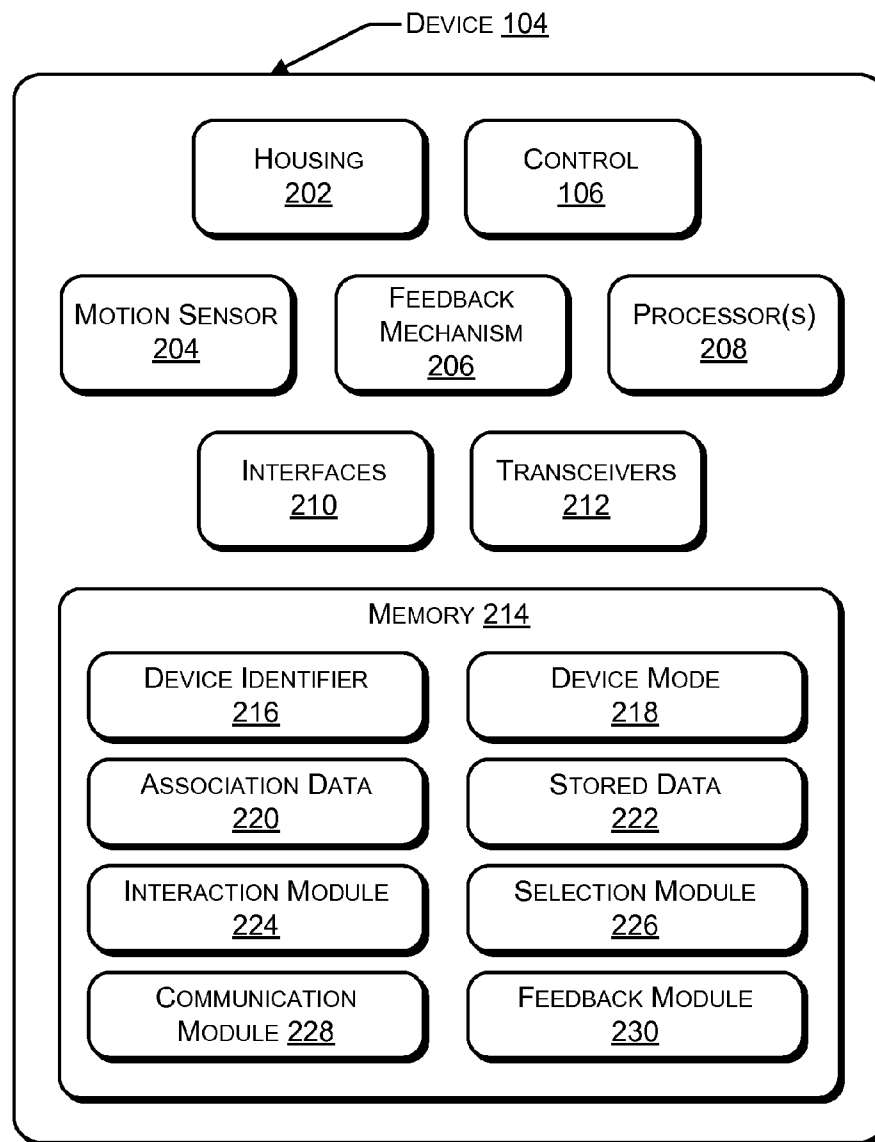 DEVICE 104
HOUSING
202
CONTROL
106
MOTION SENSOR
204
FEEDBACK
MECHANISM
206
PROCESSOR(S)
208
INTERFACES
210
TRANSCEIVERS
212
MEMORY 214
DEVICE IDENTIFIER
216
DEVICE MODE
218
ASSOCIATION DATA
220
STORED DATA
222
INTERACTION MODULE
224
SELECTION MODULE
226
COMMUNICATION
MODULE 228
FEEDBACK MODULE
230